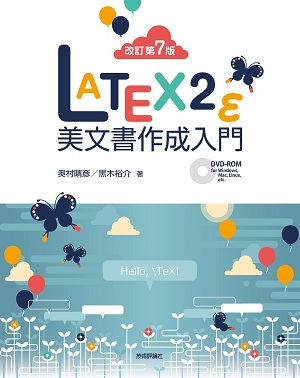 改訂第7版
LATEX2ε
美文書作成入門
奥村晴彦/黒木裕介 著
DVD-ROM
for Windows,
Mac, Linux,
etc.
Hello, \TeX!
技術評論社